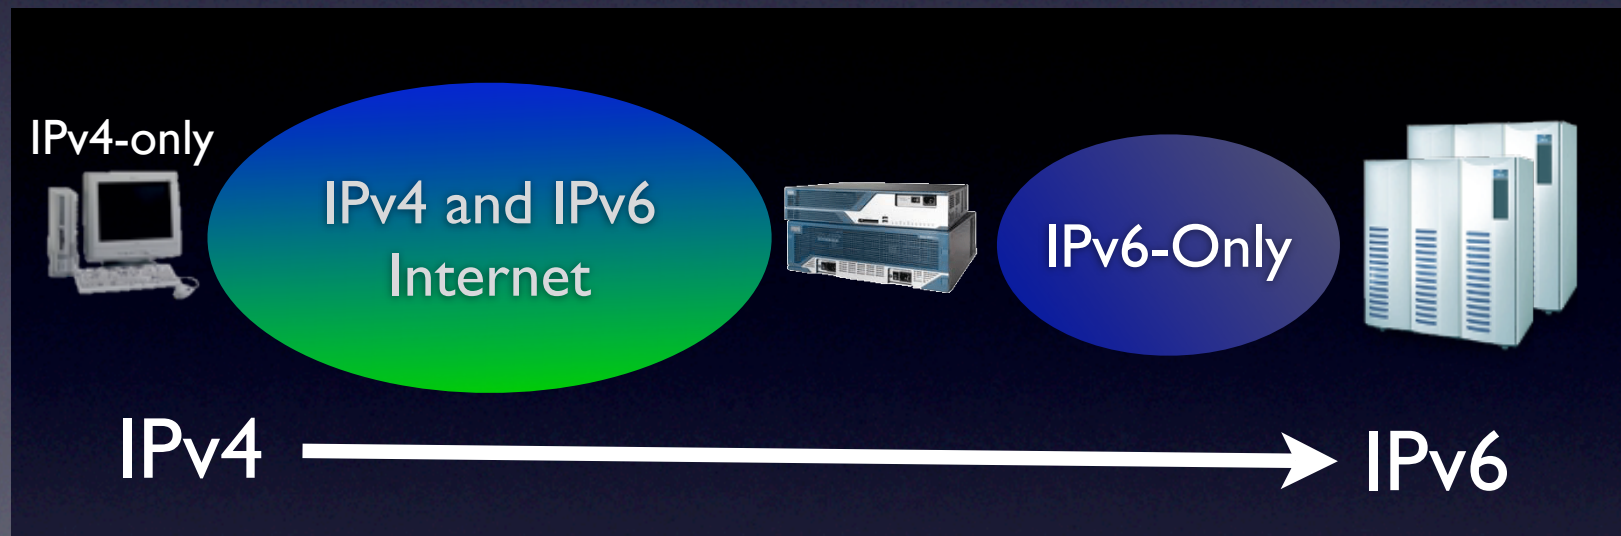 IPv4-only
IPv4 and IPv6
Internet
IPv6-Only
IPv4
IPv6